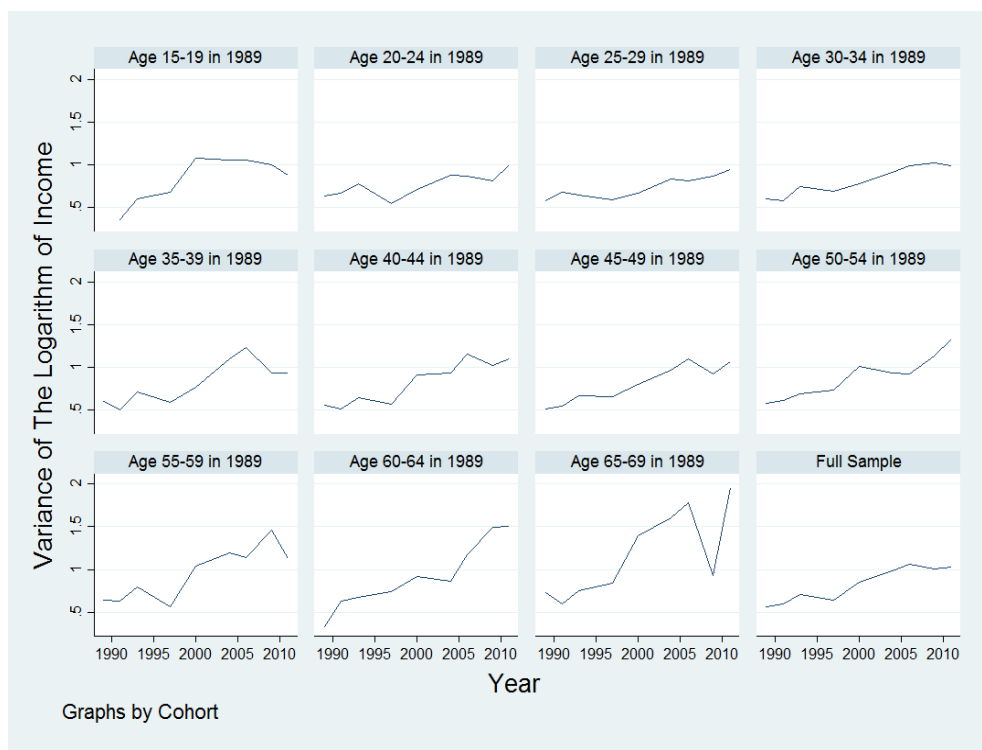 Age 15-19 in 1989
Age 20-24 in 1989
Age 25-29 in 1989
Age 30-34 in 1989
2
1.5
1
.5
Age 35-39 in 1989
Age 40-44 in 1989
Age 45-49 in 1989
Age 50-54 in 1989
2
1.5
1
.5
Age 55-59 in 1989
Age 60-64 in 1989
Age 65-69 in 1989
Full Sample
2
1.5
1
.5
1990 1995 2000 2005 2010
1990 1995 2000 2005 2010
1990 1995 2000 2005 2010
1990 1995 2000 2005 2010
Variance of The Logarithm of Income
Year
Graphs by Cohort